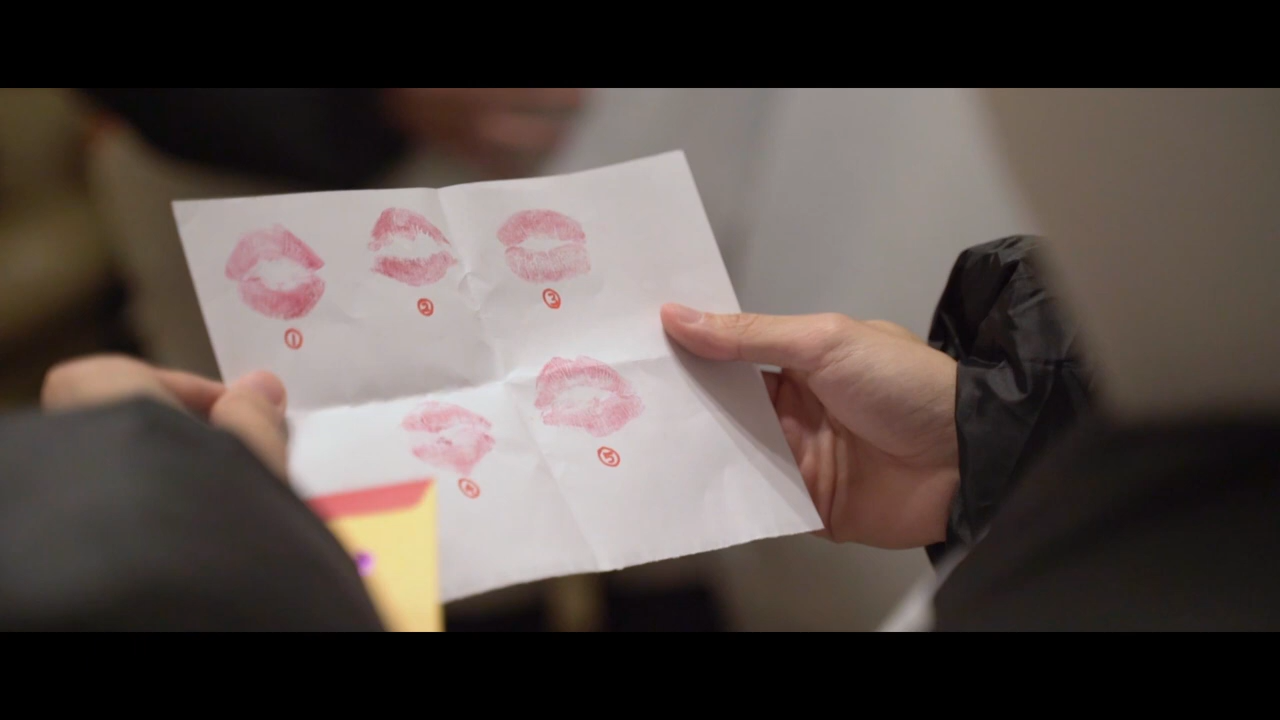 ① ② ③
④ ⑤